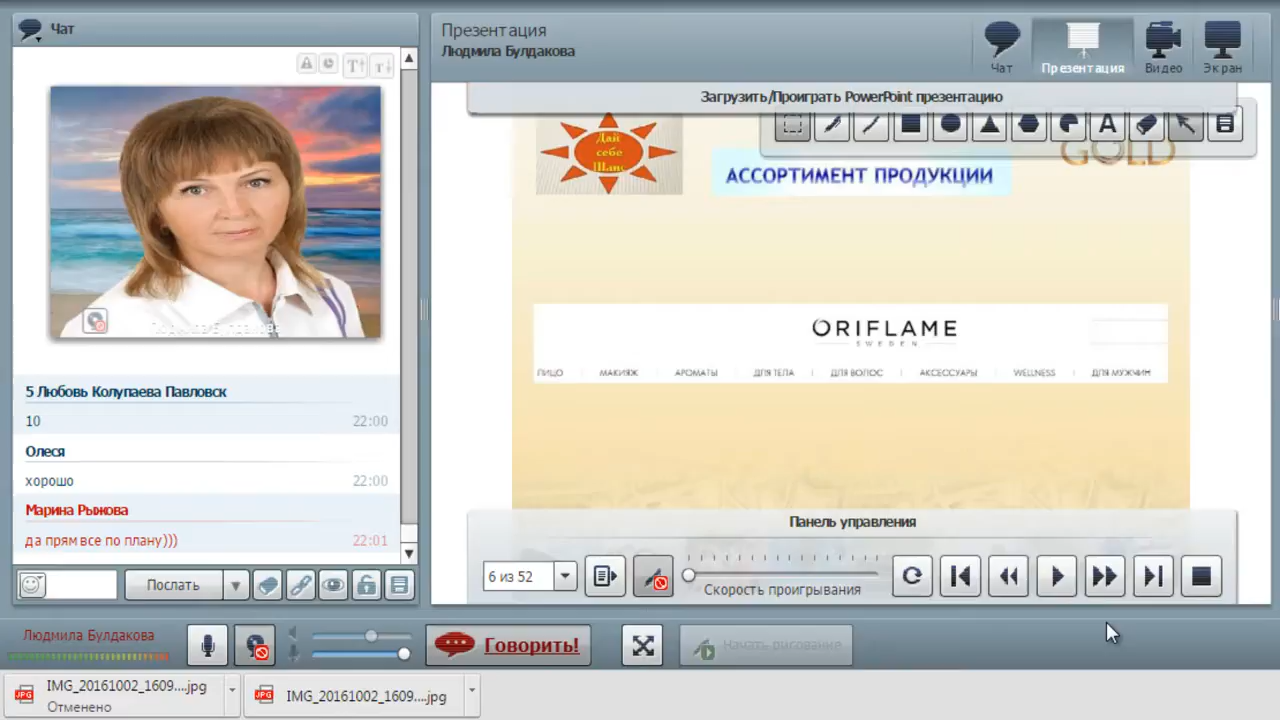 Чат
Презентация
Людмила Булдакова
Чат
Презентация
Видео
Экран
Загрузить/Проиграть PowerPoint презентацию
Дай
себе
Шанс
АССОРТИМЕНТ ПРОДУКЦИИ
GOLD
ORIFLAME
SWEDEN
ЛИЦО МАКИЯЖ АРОМАТЫ ДЛЯ ТЕЛА ДЛЯ ВОЛОС АКСЕССУАРЫ WELLNESS ДЛЯ МУЖЧИН
5 Любовь Колупаева Павловск
10 22:00
Олеся
хорошо 22:00
Марина Рыжова
да прям все по плану))) 22:01
Послать
Панель управления
6 из 52
Скорость проигрывания
Людмила Булдакова
Говорить!
Начать рисование
IMG_20161002_1609....jpg
Отменено
IMG_20161002_1609....jpg